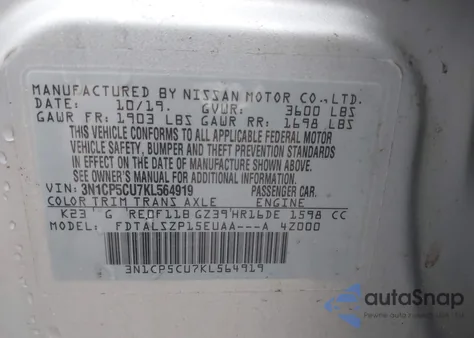 MANUFACTURED BY NISSAN MOTOR CO., LTD.
DATE: 10/19. GVWR: 3600 LBS
GAWR FR: 1903 LBS GAWR RR: 1698 LBS
THIS VEHICLE CONFORMS TO ALL APPLICABLE FEDERAL MOTOR
VEHICLE SAFETY, BUMPER AND THEFT PREVENTION STANDARDS
IN EFFECT ON THE DATE OF MANUFACTURE SHOWN ABOVE.
SEE OWNER'S MANUAL FOR ADDITIONAL INFORMATION.
VIN: 3N1CP5CU7KL564919 PASSENGER CAR.
COLOR TRIM TRANS AXLE ENGINE
K23 G RE0F11B GZ39 HR16DE 1598 CC
MODEL: FDTALSZP15EUAA---A 4Z000
3N1CP5CU7KL564919
autoSnap